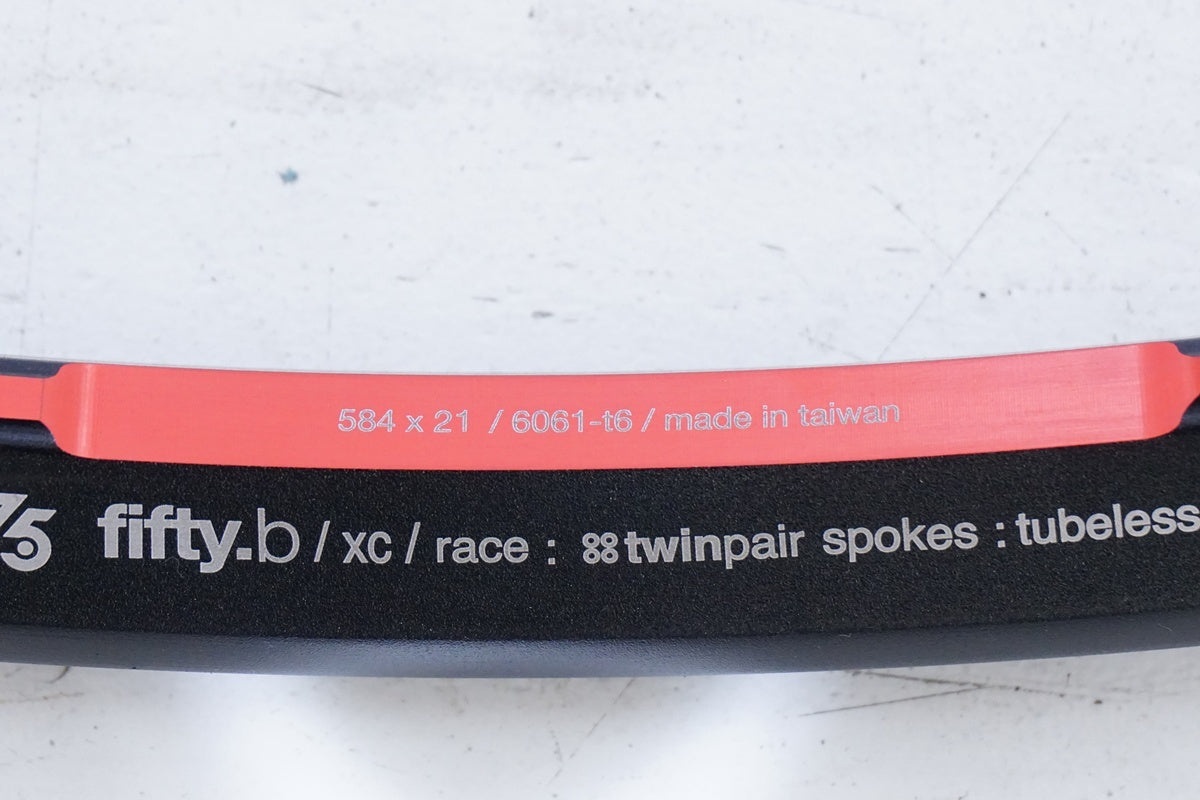 584 x 21 / 6061-t6 / made in taiwan
fifty.b / xc / race : twinpair spokes : tubeless